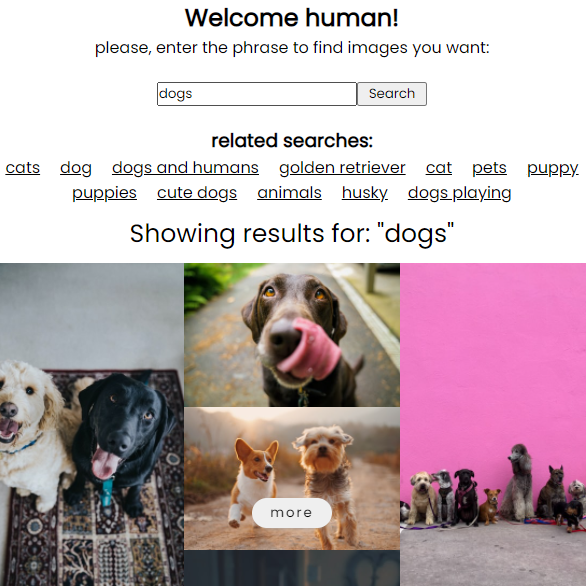 Welcome human!
please, enter the phrase to find images you want:
dogs Search
related searches:
cats dog dogs and humans golden retriever cat pets puppy
puppies cute dogs animals husky dogs playing
Showing results for: "dogs"
more